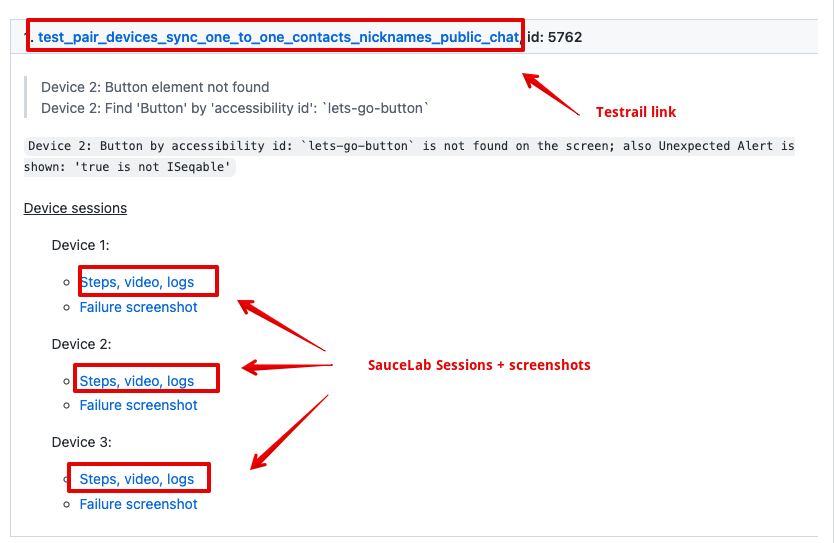 1. test_pair_devices_sync_one_to_one_contacts_nicknames_public_chat, id: 5762
Device 2: Button element not found
Device 2: Find 'Button' by 'accessibility id': `lets-go-button`
Testrail link
Device 2: Button by accessibility id: `lets-go-button` is not found on the screen; also Unexpected Alert is
shown: 'true is not ISeqable'
Device sessions
Device 1:
Steps, video, logs
Failure screenshot
Device 2:
SauceLab Sessions + screenshots
Steps, video, logs
Failure screenshot
Device 3:
Steps, video, logs
Failure screenshot